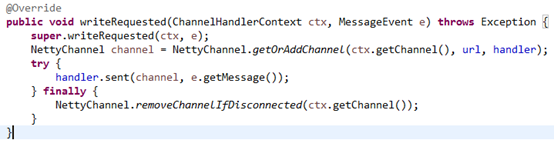 @Override
public void writeRequested(ChannelHandlerContext ctx, MessageEvent e) throws Exception {
    super.writeRequested(ctx, e);
    NettyChannel channel = NettyChannel.getOrAddChannel(ctx.getChannel(), url, handler);
    try {
        handler.sent(channel, e.getMessage());
    } finally {
        NettyChannel.removeChannelIfDisconnected(ctx.getChannel());
    }
}